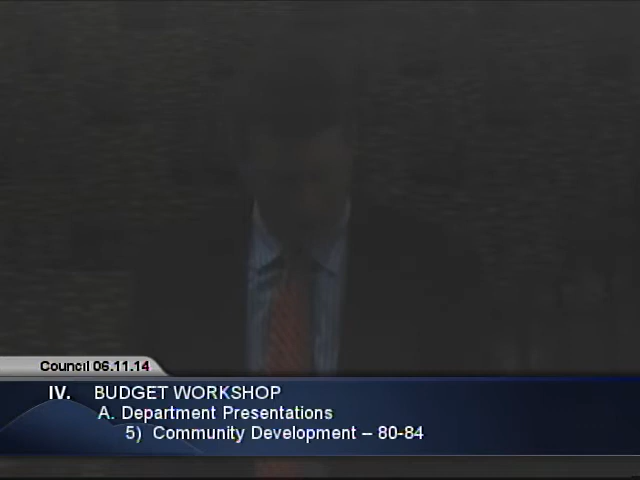 Council 06.11.14
IV. BUDGET WORKSHOP
A. Department Presentations
5) Community Development – 80-84